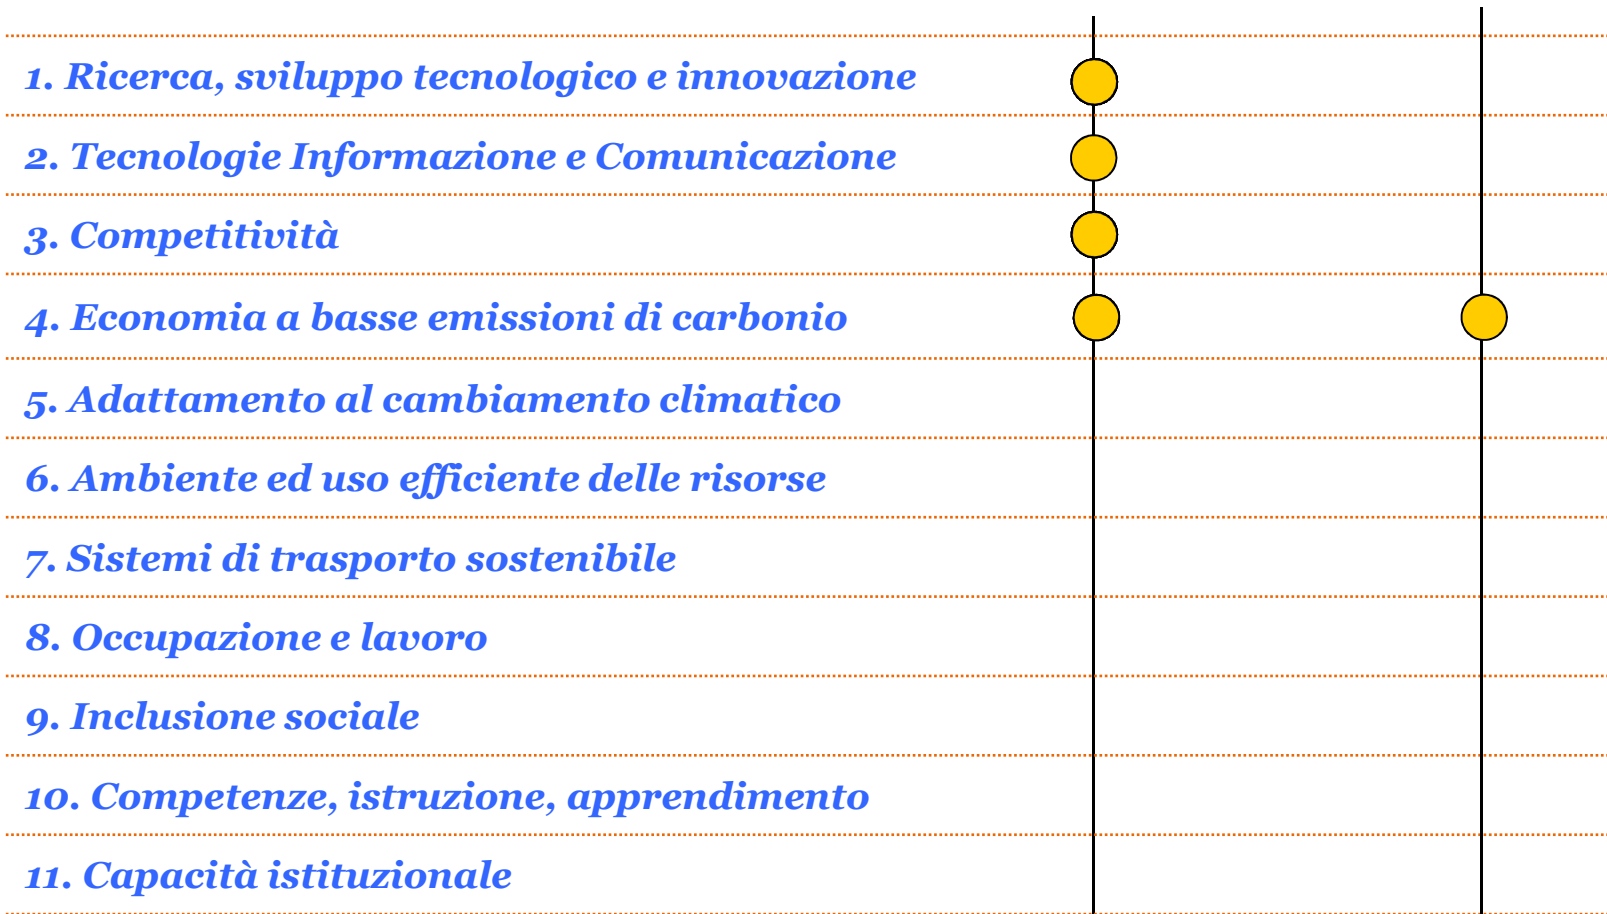 1. Ricerca, sviluppo tecnologico e innovazione
2. Tecnologie Informazione e Comunicazione
3. Competitività
4. Economia a basse emissioni di carbonio
5. Adattamento al cambiamento climatico
6. Ambiente ed uso efficiente delle risorse
7. Sistemi di trasporto sostenibile
8. Occupazione e lavoro
9. Inclusione sociale
10. Competenze, istruzione, apprendimento
11. Capacità istituzionale